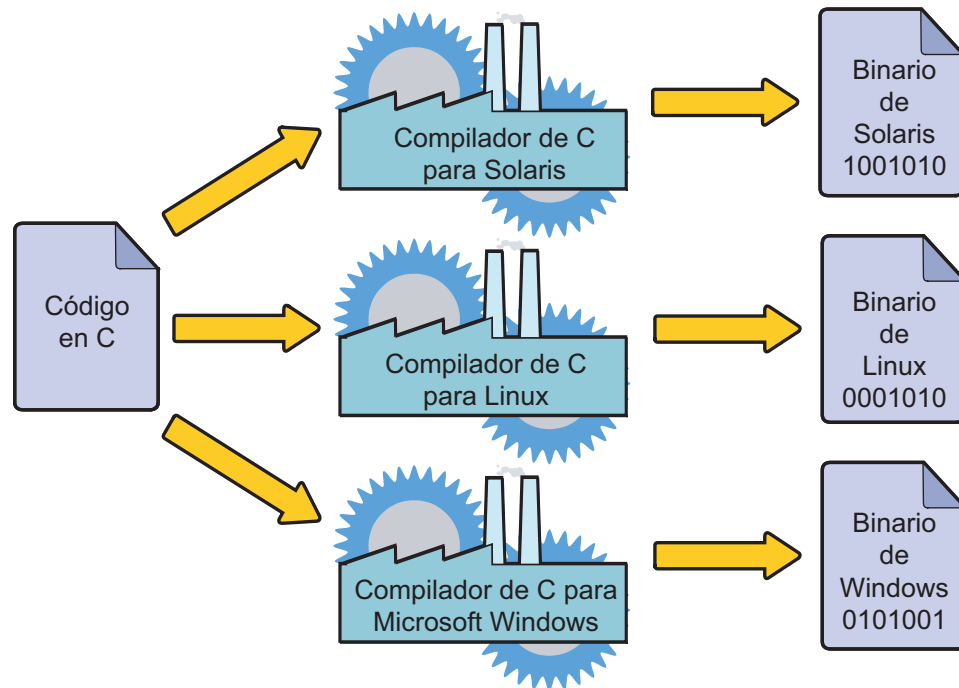 Código
en C
Compilador de C
para Solaris
Binario
de
Solaris
1001010
Compilador de C
para Linux
Binario
de
Linux
0001010
Compilador de C para
Microsoft Windows
Binario
de
Windows
0101001